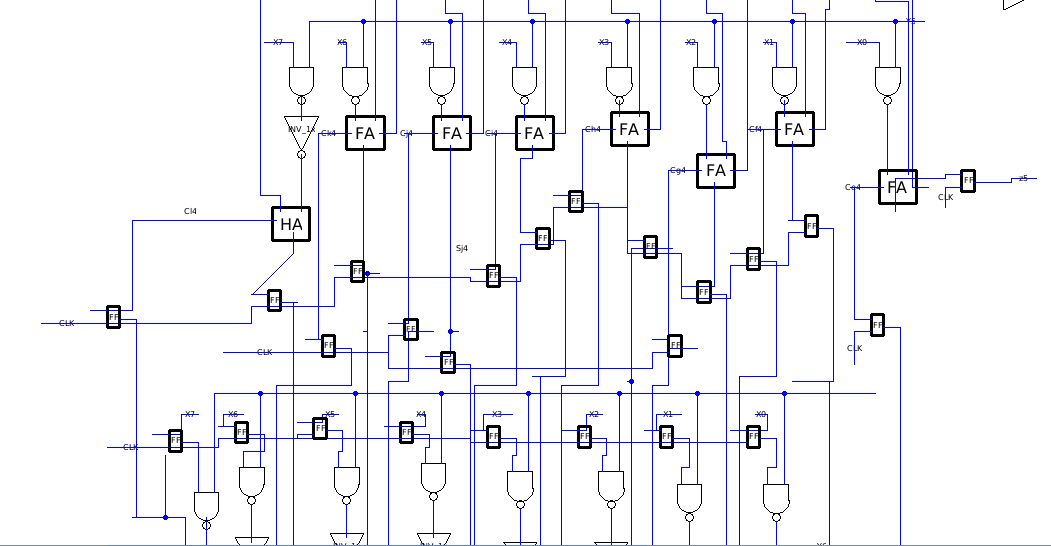 X7 X6 X5 X4 X3 X2 X1 X0
INV_1x
Ck4 FA Cj4 FA Ci4 FA Ch4 FA Cf4 FA
Cg4 FA
Ce4 FA FF z5
CLK
FF
Cl4 HA FF
FF FF
Sj4 FF
FF FF
FF FF
FF FF
CLK FF FF
CLK FF FF FF CLK
FF
X7 X6 X5 X4 X3 X2 X1 X0
CLK FF FF FF FF FF FF FF FF